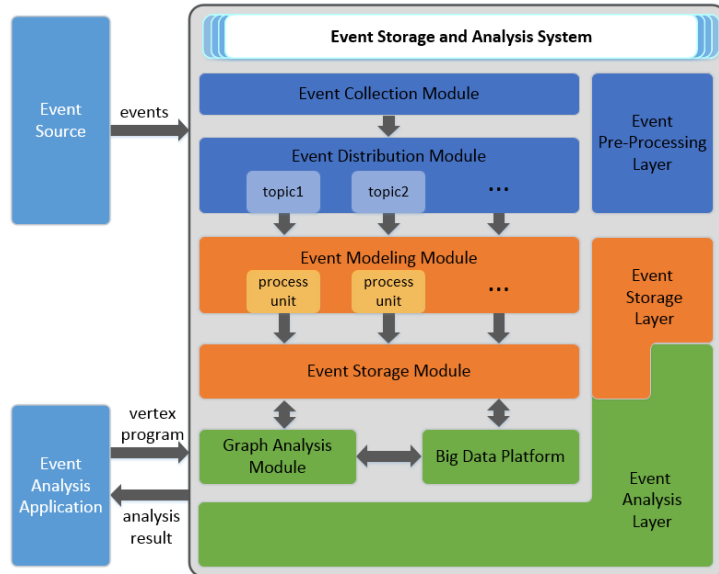 Event Storage and Analysis System
Event
Source
events
Event Collection Module
Event Distribution Module
topic1
topic2
...
Event
Pre-Processing
Layer
Event Modeling Module
process
unit
process
unit
...
Event
Storage
Layer
Event Storage Module
Event
Analysis
Application
vertex
program
analysis
result
Graph Analysis
Module
Big Data Platform
Event
Analysis
Layer